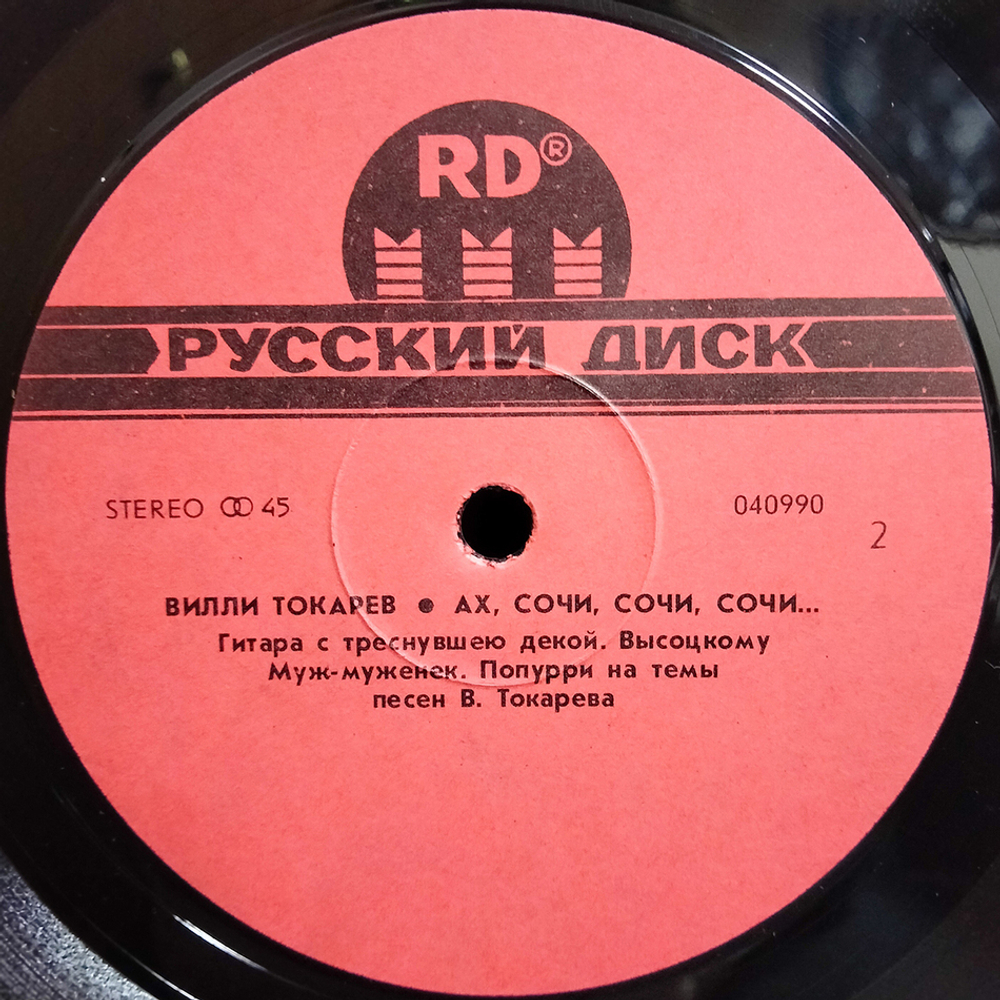 RD®
РУССКИЙ ДИСК
STEREO 45 040990
2
ВИЛЛИ ТОКАРЕВ ● АХ, СОЧИ, СОЧИ, СОЧИ...
Гитара с треснувшею декой. Высоцкому
Муж-муженек. Попурри на темы
песен В. Токарева